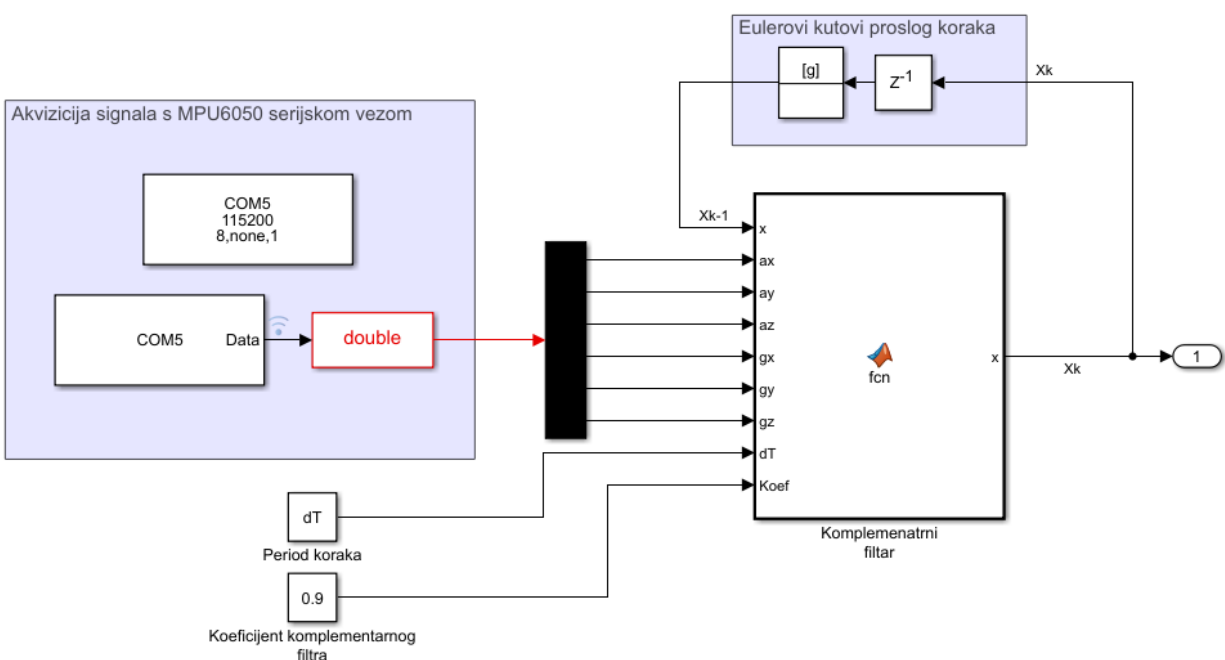 Eulerovi kutovi proslog koraka
[g]
Z-1
Xk
Akvizicija signala s MPU6050 serijskom vezom
COM5
115200
8,none,1
COM5
Data
double
Xk-1
x
ax
ay
az
gx
gy
gz
dT
Koef
fcn
x
Xk
1
Komplemenatrni
filtar
dT
Period koraka
0.9
Koeficijent komplementarnog
filtra